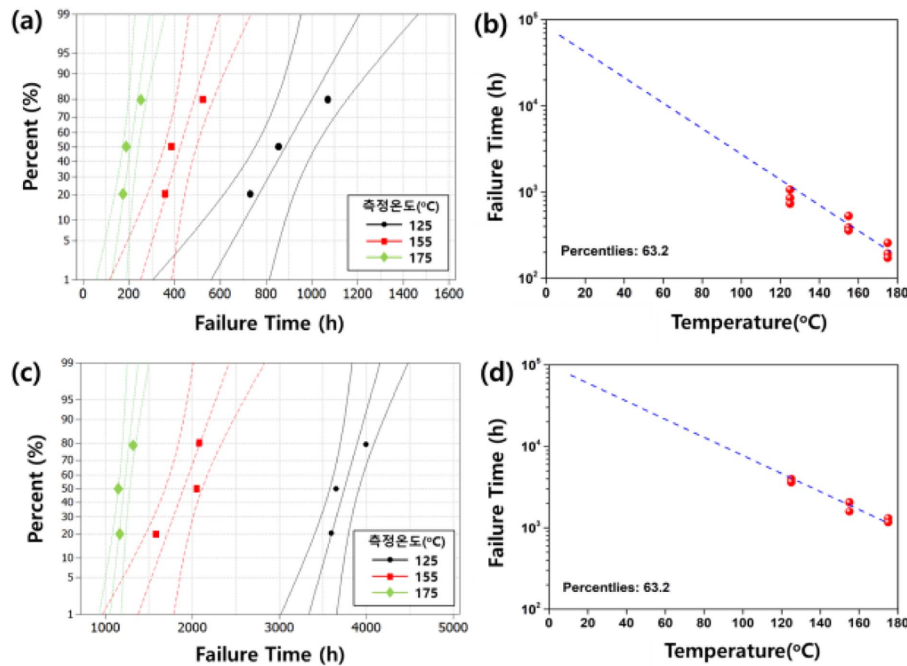 (a)
99
95
90
80
70
60
50
40
30
20
10
5
1
Percent (%)
0 200 400 600 800 1000 1200 1400 1600
Failure Time (h)
측정온도(ºC)
125
155
175
(b)
10⁵
10⁴
10³
10²
Failure Time (h)
Percentlies: 63.2
0 20 40 60 80 100 120 140 160 180
Temperature(ºC)
(c)
99
95
90
80
70
60
50
40
30
20
10
5
1
Percent (%)
1000 2000 3000 4000 5000
Failure Time (h)
측정온도(ºC)
125
155
175
(d)
10⁵
10⁴
10³
10²
Failure Time (h)
Percentlies: 63.2
0 20 40 60 80 100 120 140 160 180
Temperature(ºC)